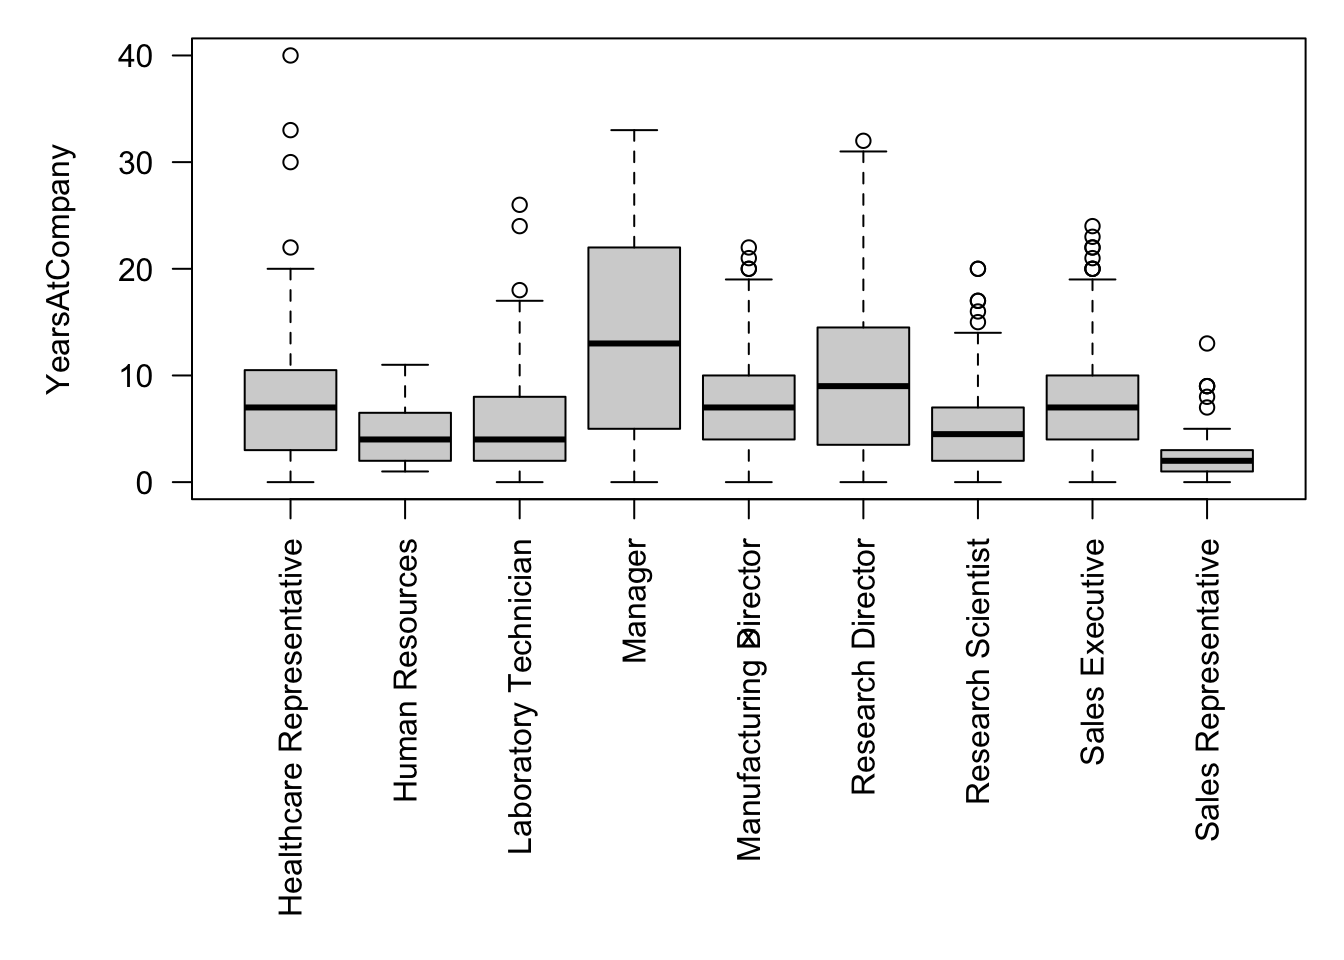 YearsAtCompany
40
30
20
10
0
Healthcare Representative
Human Resources
Laboratory Technician
Manager
Manufacturing Director
Research Director
Research Scientist
Sales Executive
Sales Representative
x